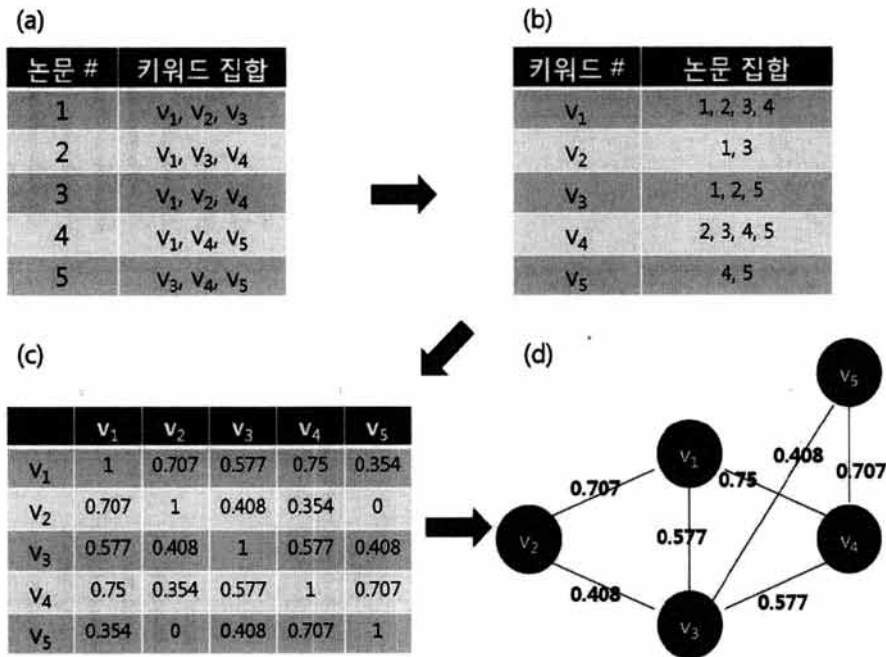 (a)
논문 # 키워드 집합
1 v₁, v₂, v₃
2 v₁, v₃, v₄
3 v₁, v₂, v₄
4 v₁, v₄, v₅
5 v₃, v₄, v₅
(b)
키워드 # 논문 집합
v₁ 1, 2, 3, 4
v₂ 1, 3
v₃ 1, 2, 5
v₄ 2, 3, 4, 5
v₅ 4, 5
(c)
v₁ v₂ v₃ v₄ v₅
v₁ 1 0.707 0.577 0.75 0.354
v₂ 0.707 1 0.408 0.354 0
v₃ 0.577 0.408 1 0.577 0.408
v₄ 0.75 0.354 0.577 1 0.707
v₅ 0.354 0 0.408 0.707 1
(d)
v₅
v₁
0.408
0.707
0.75
0.707
v₂
0.577
v₄
0.408
0.577
v₃